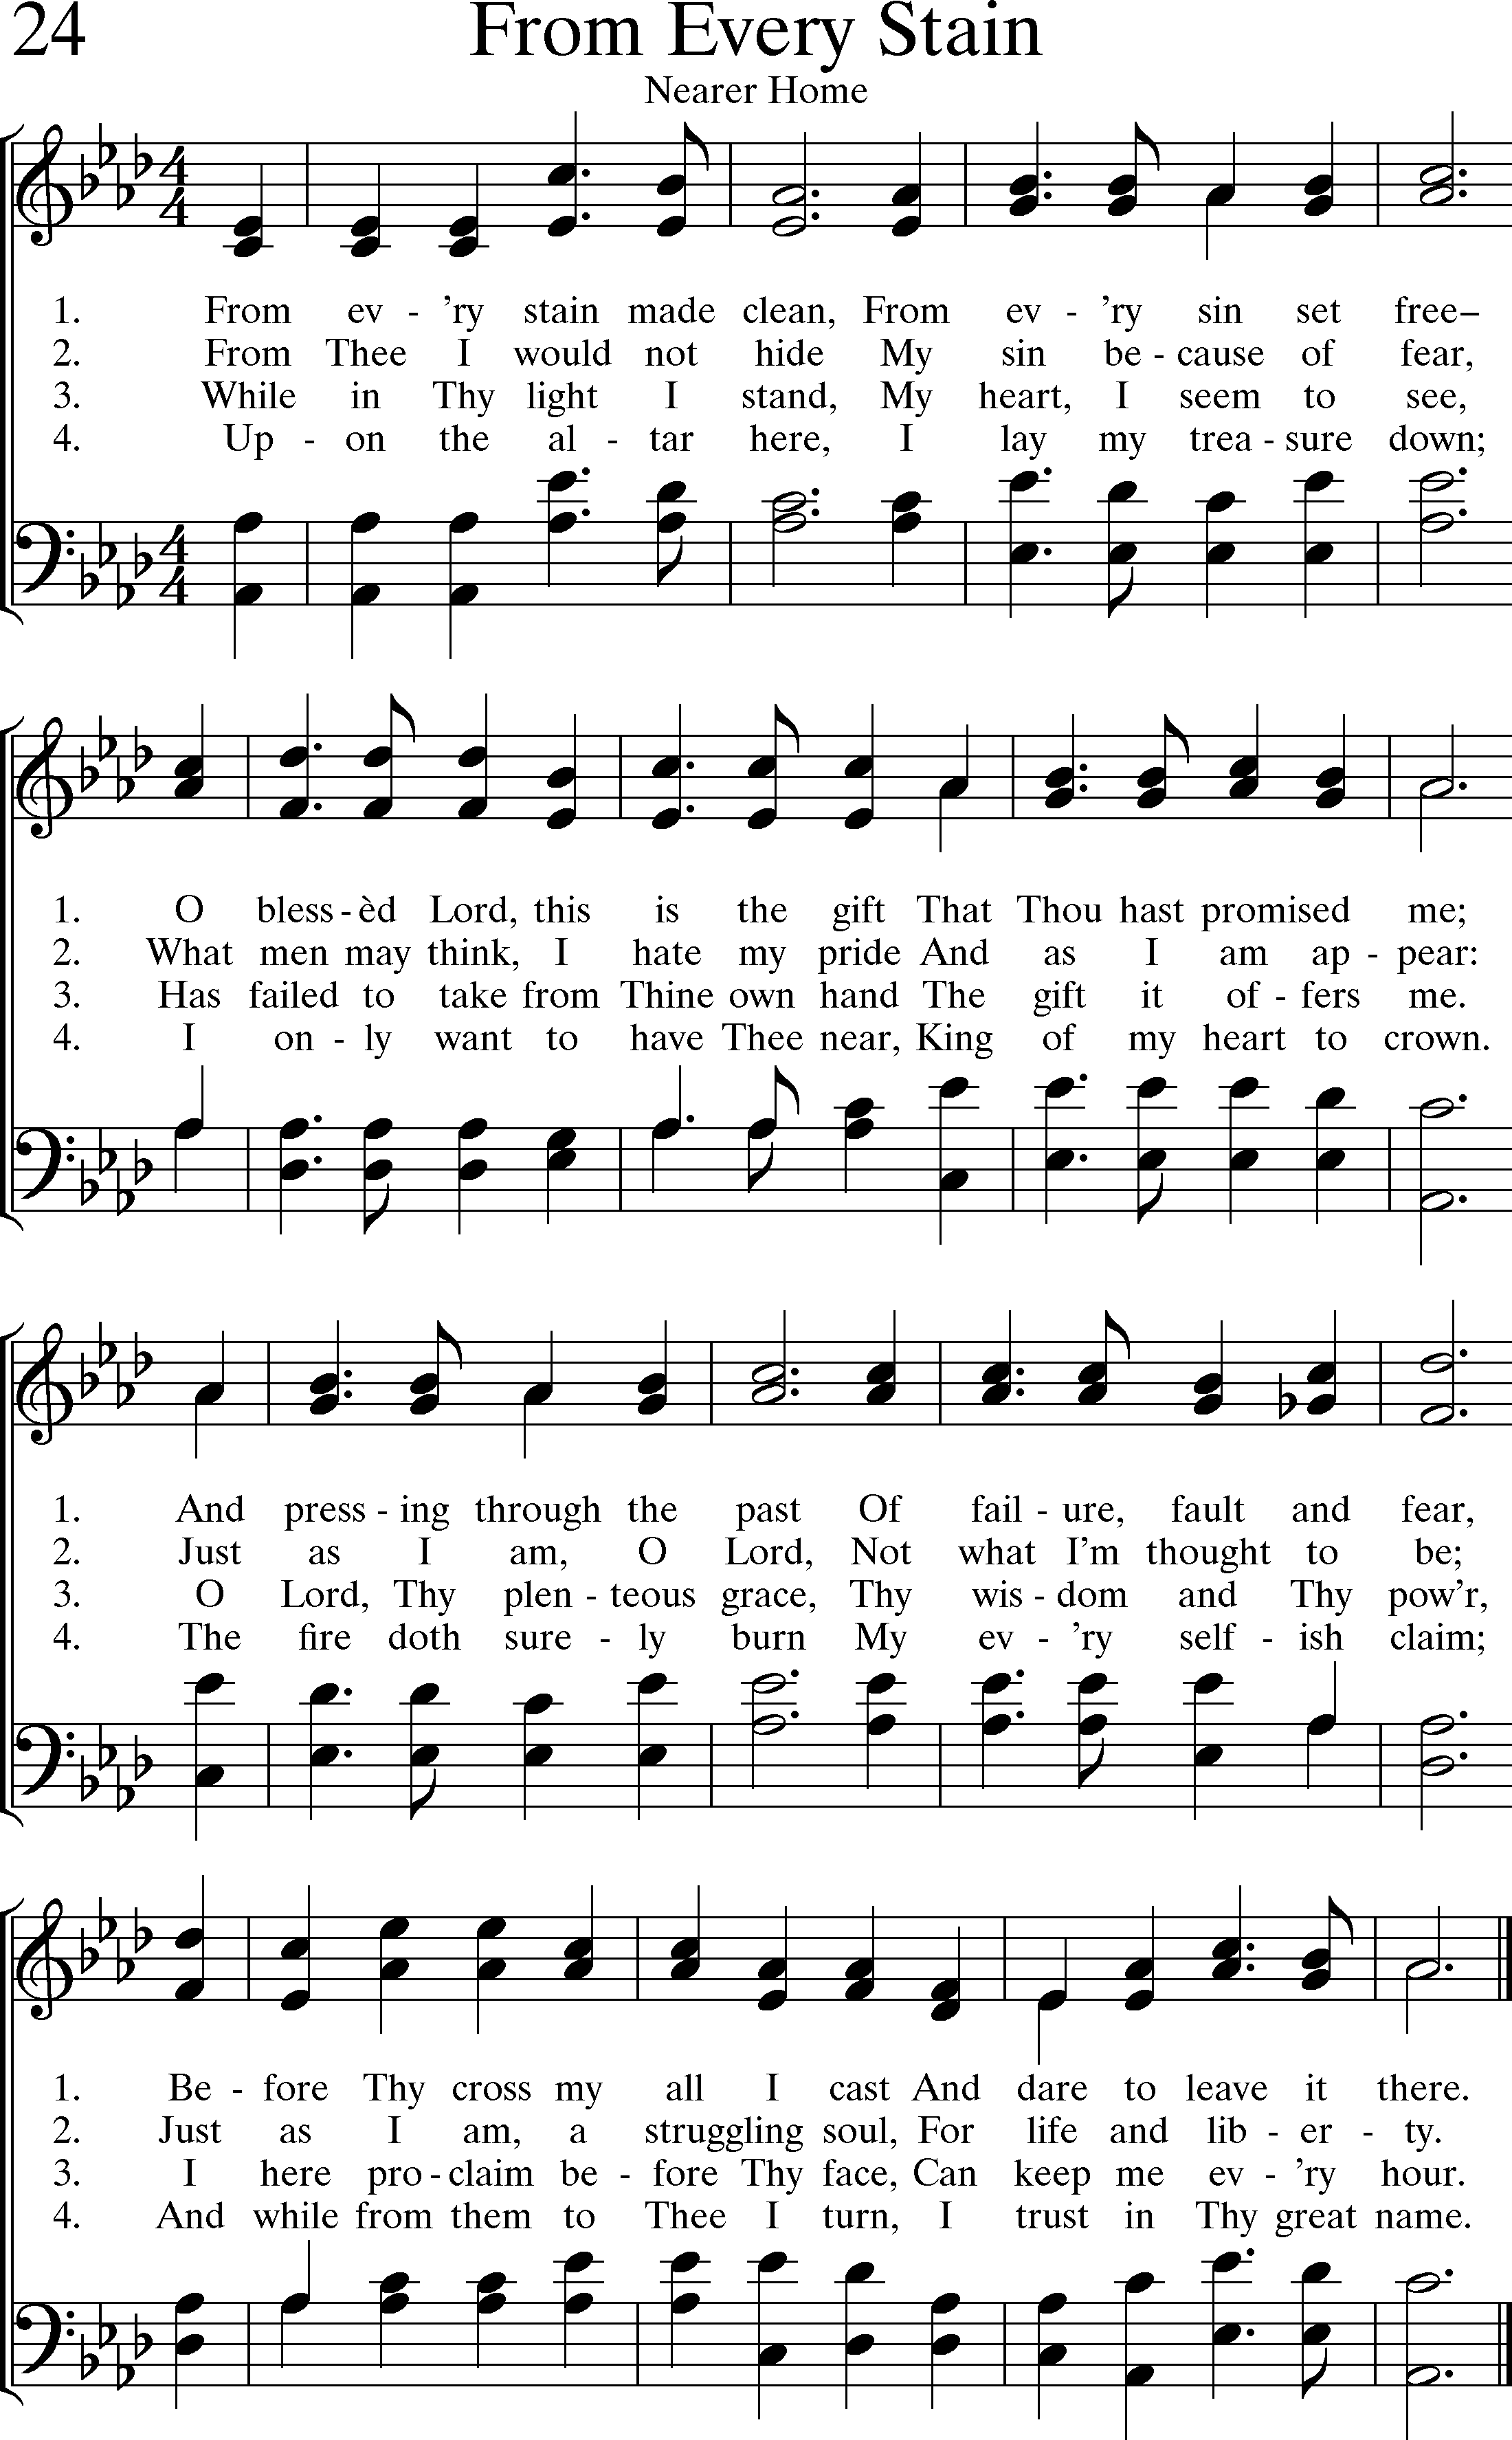 24 From Every Stain
Nearer Home
4 4
1. From ev - 'ry stain made clean, From ev - 'ry sin set free–
2. From Thee I would not hide My sin be - cause of fear,
3. While in Thy light I stand, My heart, I seem to see,
4. Up - on the al - tar here, I lay my trea - sure down;
4 4
1. O bless - èd Lord, this is the gift That Thou hast promised me;
2. What men may think, I hate my pride And as I am ap - pear:
3. Has failed to take from Thine own hand The gift it of - fers me.
4. I on - ly want to have Thee near, King of my heart to crown.
1. And press - ing through the past Of fail - ure, fault and fear,
2. Just as I am, O Lord, Not what I'm thought to be;
3. O Lord, Thy plen - teous grace, Thy wis - dom and Thy pow'r,
4. The fire doth sure - ly burn My ev - 'ry self - ish claim;
1. Be - fore Thy cross my all I cast And dare to leave it there.
2. Just as I am, a struggling soul, For life and lib - er - ty.
3. I here pro - claim be - fore Thy face, Can keep me ev - 'ry hour.
4. And while from them to Thee I turn, I trust in Thy great name.